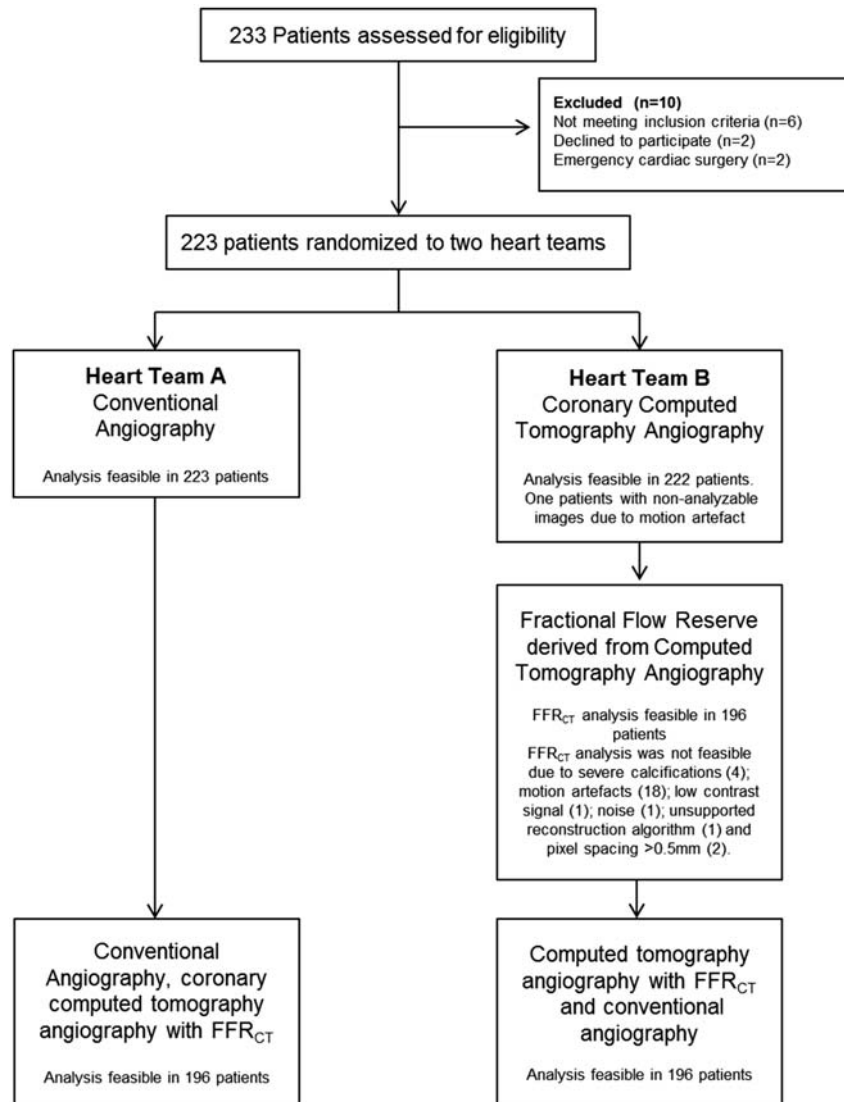 233 Patients assessed for eligibility
Excluded (n=10)
Not meeting inclusion criteria (n=6)
Declined to participate (n=2)
Emergency cardiac surgery (n=2)
223 patients randomized to two heart teams
Heart Team A
Conventional
Angiography
Analysis feasible in 223 patients
Heart Team B
Coronary Computed
Tomography Angiography
Analysis feasible in 222 patients.
One patients with non-analyzable
images due to motion artefact
Fractional Flow Reserve
derived from Computed
Tomography Angiography
FFRCT analysis feasible in 196
patients
FFRCT analysis was not feasible
due to severe calcifications (4);
motion artefacts (18); low contrast
signal (1); noise (1); unsupported
reconstruction algorithm (1) and
pixel spacing >0.5mm (2).
Conventional
Angiography, coronary
computed tomography
angiography with FFRCT
Analysis feasible in 196 patients
Computed tomography
angiography with FFRCT
and conventional
angiography
Analysis feasible in 196 patients